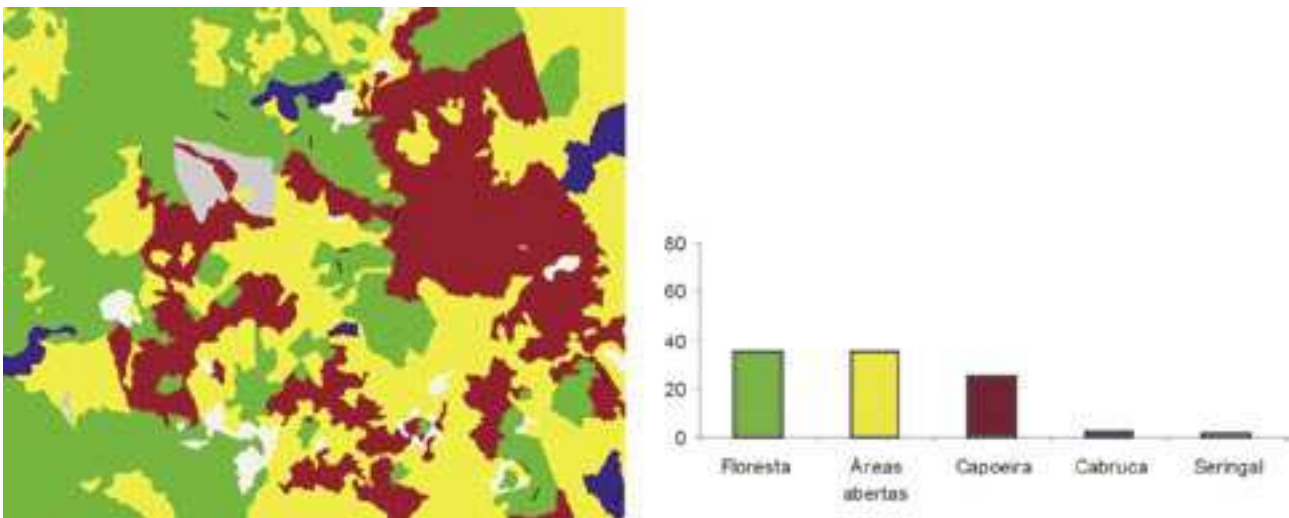 80
60
40
20
0
Floresta
Áreas
abertas
Capoeira
Cabruca
Seringal